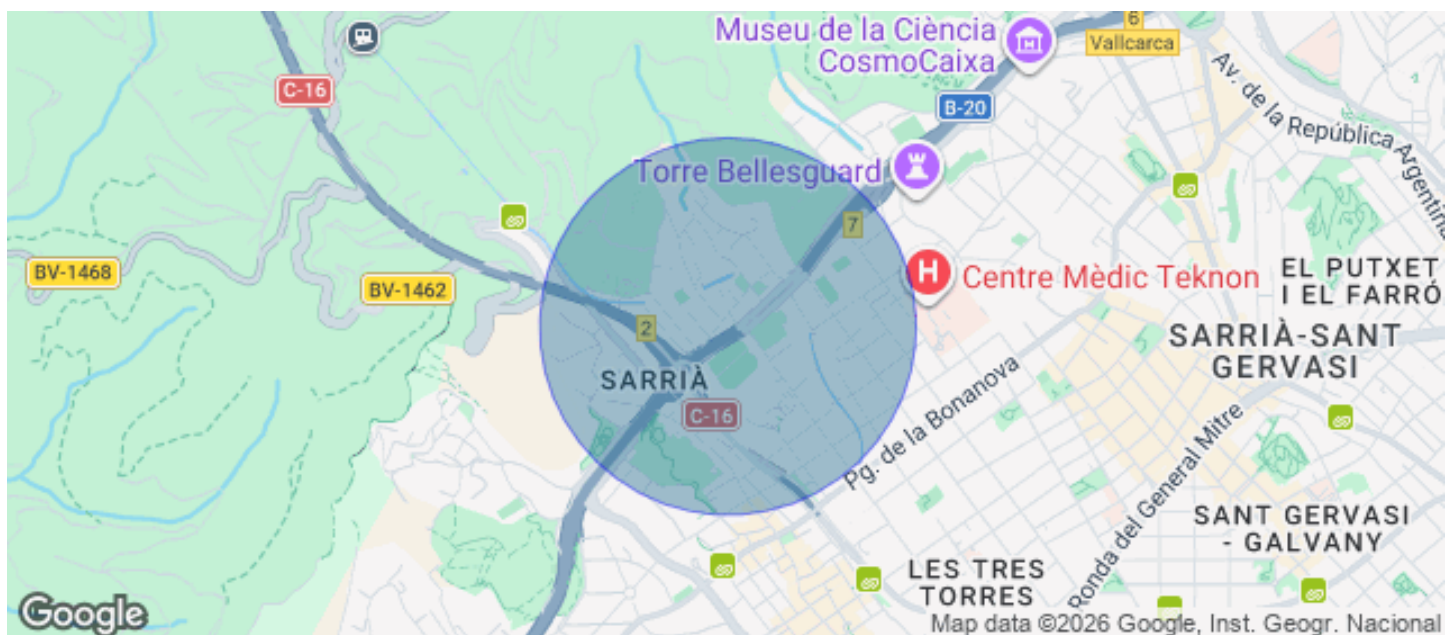 Museu de la Ciència
CosmoCaixa
6
Vallcarca
C-16
B-20
Av. de la República Argentina
Torre Bellesguard
7
BV-1468
BV-1462
Centre Mèdic Teknon
EL PUTXET
I EL FARRÓ
2
SARRIÀ
SARRIÀ-SANT
GERVASI
C-16
Pg. de la Bonanova
Ronda del General Mitre
SANT GERVASI
- GALVANY
LES TRES
TORRES
Google
Map data ©2026 Google, Inst. Geogr. Nacional